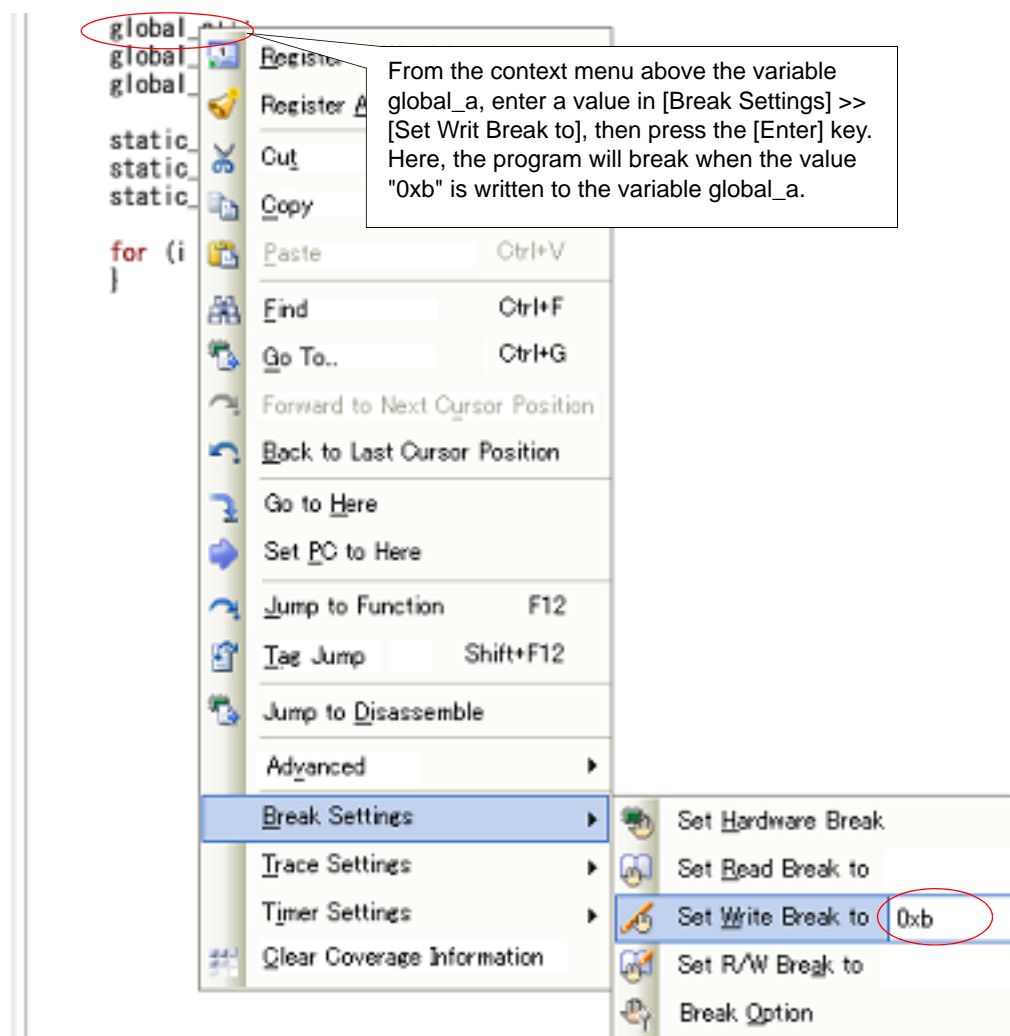 global_a++
global_
global_
static_
static_
static_
for (i
}
From the context menu above the variable
global_a, enter a value in [Break Settings] >>
[Set Writ Break to], then press the [Enter] key.
Here, the program will break when the value
"0xb" is written to the variable global_a.
Register
Register A
Cut
Copy
Paste Ctrl+V
Find Ctrl+F
Go To.. Ctrl+G
Forward to Next Cursor Position
Back to Last Cursor Position
Go to Here
Set PC to Here
Jump to Function F12
Tag Jump Shift+F12
Jump to Disassemble
Advanced
Break Settings
Trace Settings
Timer Settings
Clear Coverage Information
Set Hardware Break
Set Read Break to
Set Write Break to 0xb
Set R/W Break to
Break Option